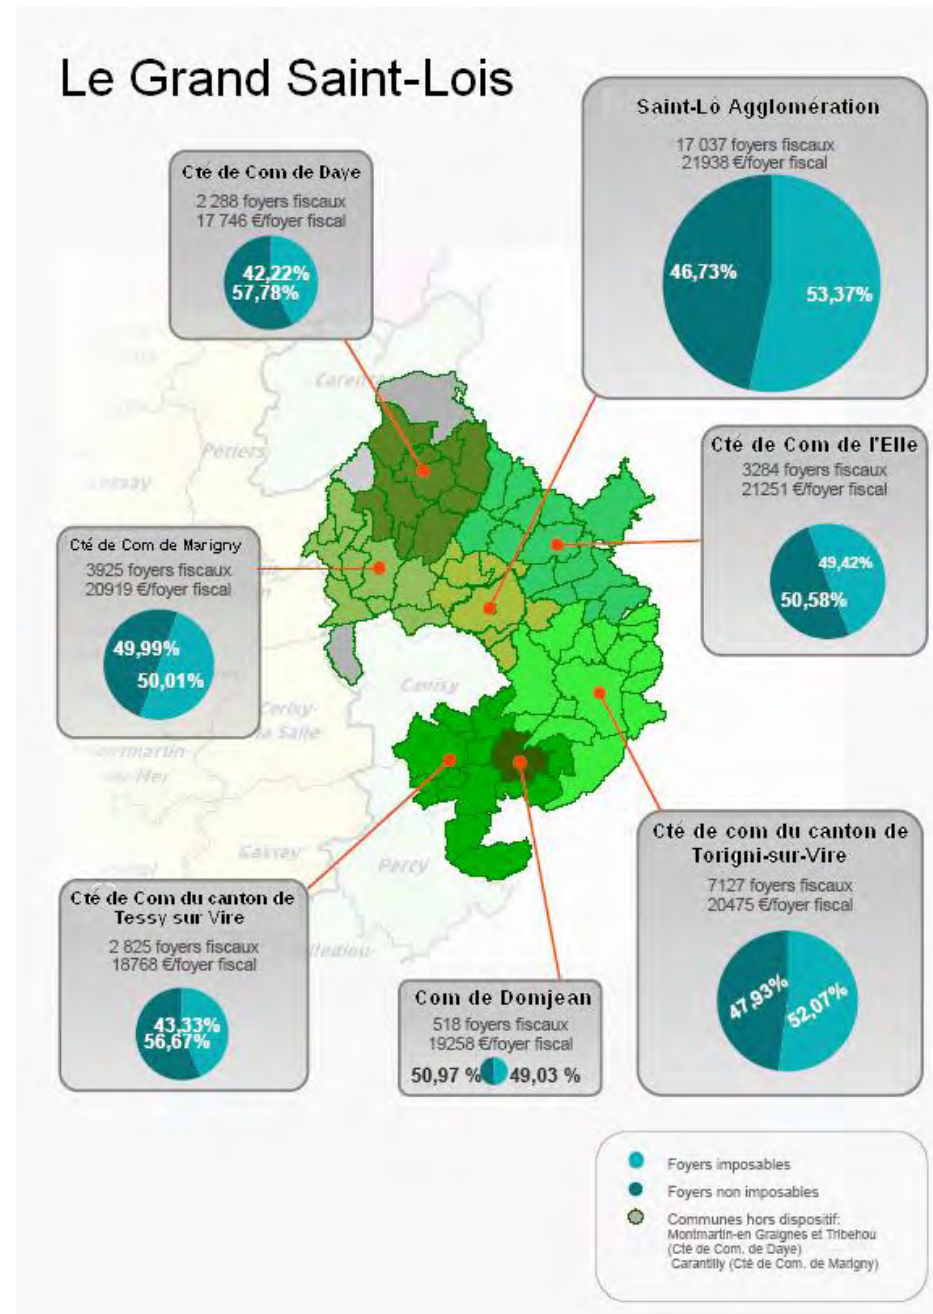 Le Grand Saint-Lois
Saint-Lô Agglomération
17 037 foyers fiscaux
21938 €/foyer fiscal
46,73%
53,37%
Cté de Com de Daye
2 288 foyers fiscaux
17 746 €/foyer fiscal
42,22%
57,78%
Cté de Com de l'Elle
3284 foyers fiscaux
21251 €/foyer fiscal
49,42%
50,58%
Cté de Com de Marigny
3925 foyers fiscaux
20919 €/foyer fiscal
49,99%
50,01%
Périers
Canisy
Cerisy-
la Salle
Gavray
Percy
Cté de com du canton de
Torigni-sur-Vire
7127 foyers fiscaux
20475 €/foyer fiscal
47,93%
52,07%
Cté de Com du canton de
Tessy sur Vire
2 825 foyers fiscaux
18768 €/foyer fiscal
43,33%
56,67%
Com de Domjean
518 foyers fiscaux
19258 €/foyer fiscal
50,97 % 49,03 %
Foyers imposables
Foyers non imposables
Communes hors dispositif:
Montmartin-en Graignes et Tribehou
(Cté de Com. de Daye)
Carantilly (Cté de Com. de Marigny)